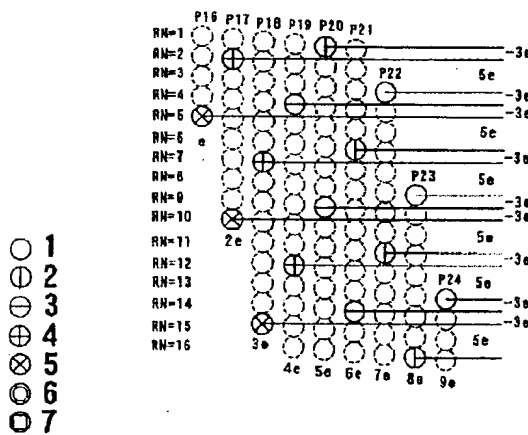 P16 P17 P18 P19 P20 P21
RN=1
RN=2 -3e
RN=3 P22 5e
RN=4 -3e
RN=5
e 5e
RN=6
RN=7 -3e
RN=8 P23 5e
RN=9 -3e
RN=10
2e
RN=11 5e
RN=12 -3e
RN=13 P24 5e
RN=14 -3e
RN=15
3e 5e
RN=16
4e 5e 6e 7e 8e 9e
1
2
3
4
5
6
7